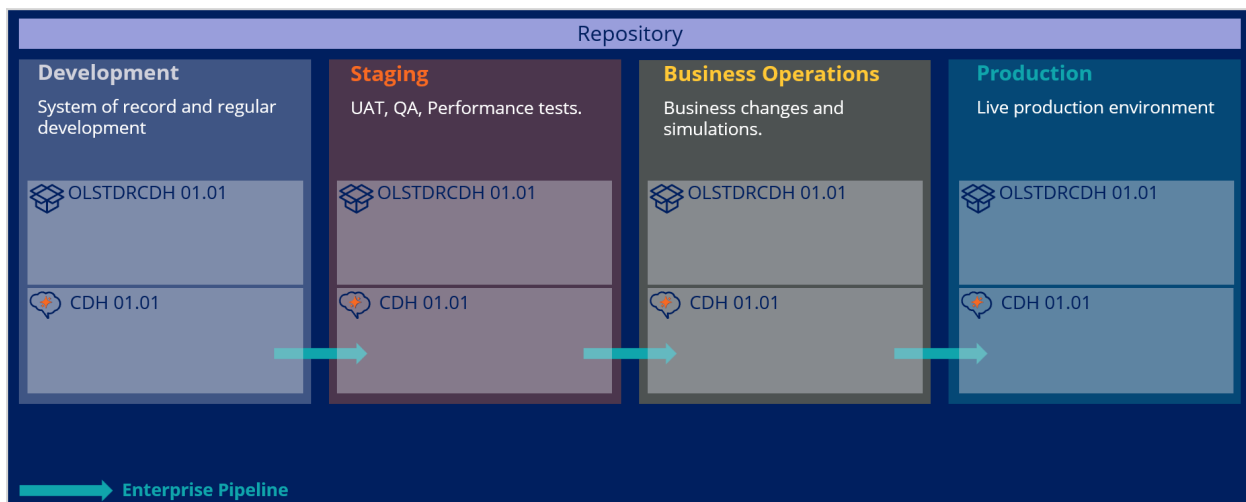 Repository
Development
System of record and regular
development
OLSTDRCDH 01.01
CDH 01.01
Staging
UAT, QA, Performance tests.
OLSTDRCDH 01.01
CDH 01.01
Business Operations
Business changes and
simulations.
OLSTDRCDH 01.01
CDH 01.01
Production
Live production environment
OLSTDRCDH 01.01
CDH 01.01
Enterprise Pipeline